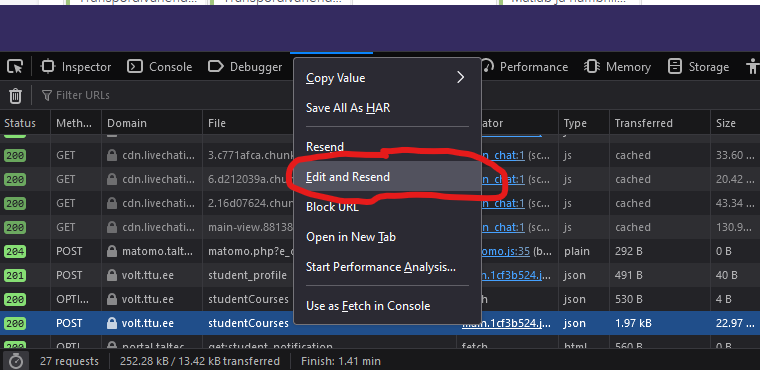 Inspector Console Debugger Performance Memory Storage
Filter URLs
Status Meth... Domain File Type Transferred Size
200 GET cdn.livechati... 3.c771afca.chunk _chat:1 (sc... js cached 33.60 ...
200 GET cdn.livechati... 6.d212039a.chun _chat:1 (sc... js cached 20.42 ...
200 GET cdn.livechati... 2.16d07624.chun _chat:1 (sc... js cached 43.34 ...
200 GET cdn.livechati... main-view.88138 _chat:1 (sc... js cached 130.9...
204 POST matomo.talt... matomo.php?e_c omo.js:35 (b... plain 292 B 0 B
201 POST volt.ttu.ee student_profile .1cf3b524.j... json 491 B 40 B
200 OPTI... volt.ttu.ee studentCourses json 530 B 4 B
200 POST volt.ttu.ee studentCourses main.1cf3b524.j... json 1.97 kB 22.97 ...
200 OPTI... portal.taltec... get:student_notification fetch html 560 B 0 B
Copy Value
Save All As HAR
Resend
Edit and Resend
Block URL
Open in New Tab
Start Performance Analysis...
Use as Fetch in Console
27 requests 252.28 kB / 13.42 kB transferred Finish: 1.41 min